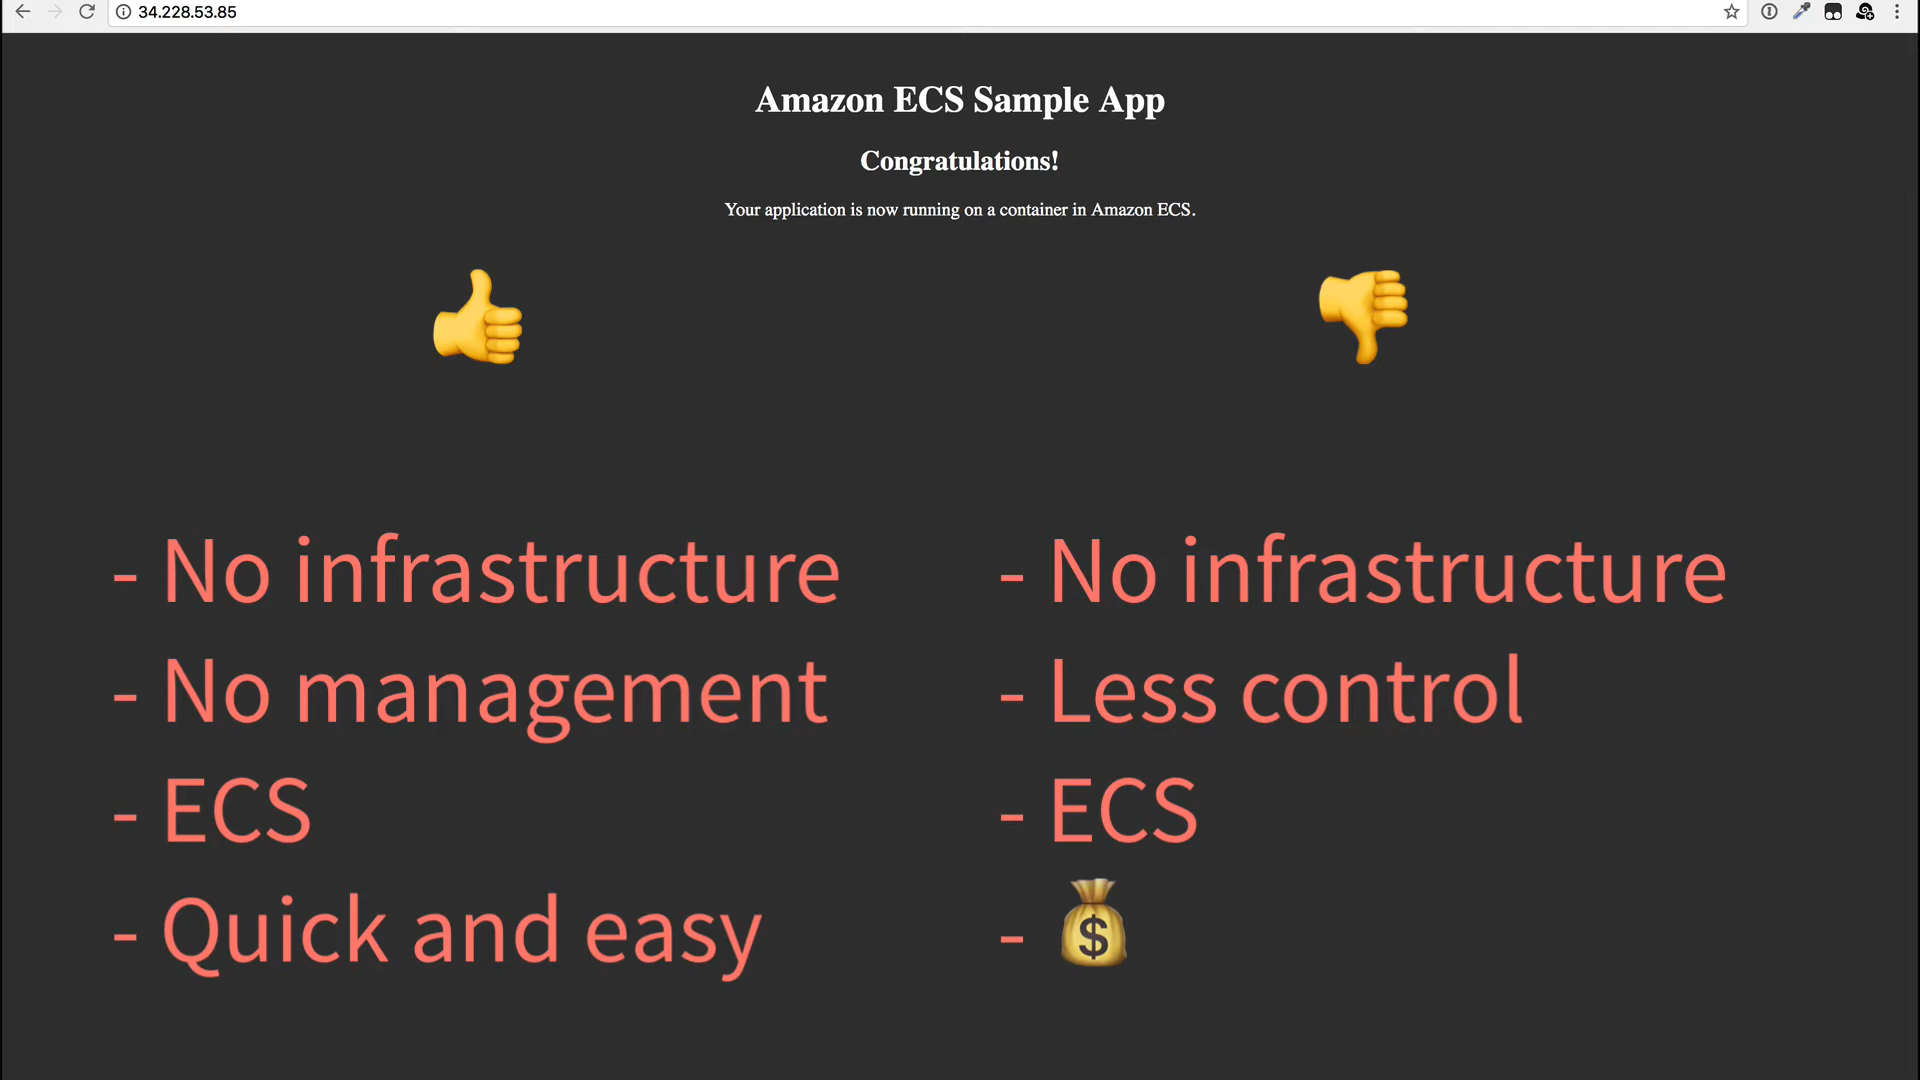 34.228.53.85
Amazon ECS Sample App
Congratulations!
Your application is now running on a container in Amazon ECS.
- No infrastructure
- No management
- ECS
- Quick and easy
- No infrastructure
- Less control
- ECS
- 💰